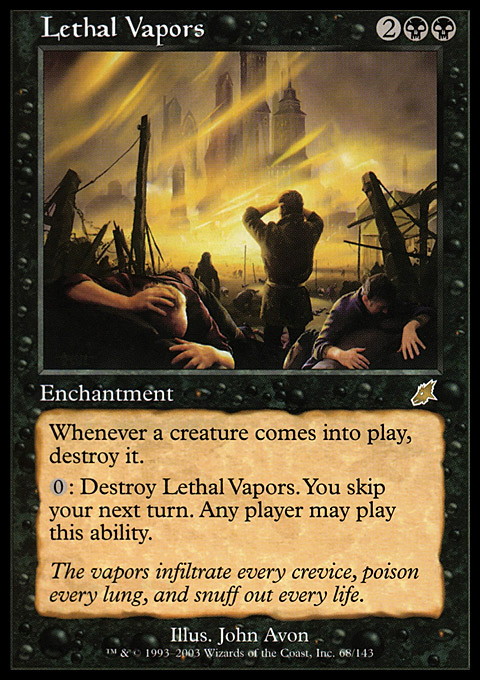 Lethal Vapors 2
Enchantment
Whenever a creature comes into play,
destroy it.
0: Destroy Lethal Vapors. You skip
your next turn. Any player may play
this ability.
The vapors infiltrate every crevice, poison
every lung, and snuff out every life.
Illus. John Avon
™ & © 1993–2003 Wizards of the Coast, Inc. 68/143